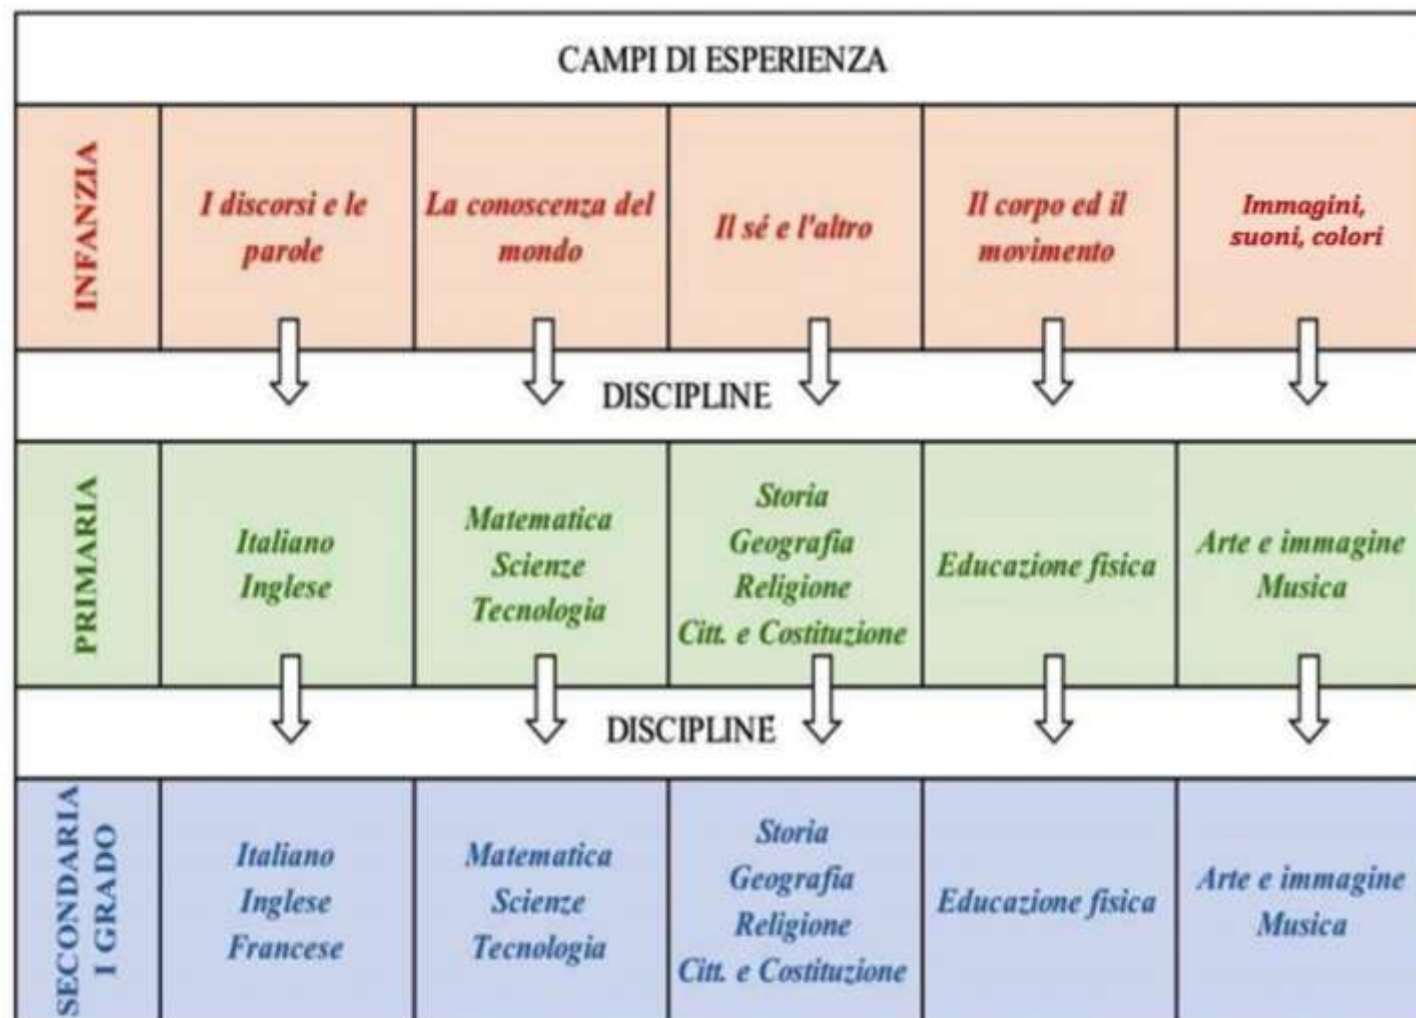 CAMPI DI ESPERIENZA
INFANZIA
I discorsi e le
parole
La conoscenza del
mondo
Il sé e l'altro
Il corpo ed il
movimento
Immagini,
suoni, colori
DISCIPLINE
PRIMARIA
Italiano
Inglese
Matematica
Scienze
Tecnologia
Storia
Geografia
Religione
Citt. e Costituzione
Educazione fisica
Arte e immagine
Musica
DISCIPLINE
SECONDARIA
I GRADO
Italiano
Inglese
Francese
Matematica
Scienze
Tecnologia
Storia
Geografia
Religione
Citt. e Costituzione
Educazione fisica
Arte e immagine
Musica